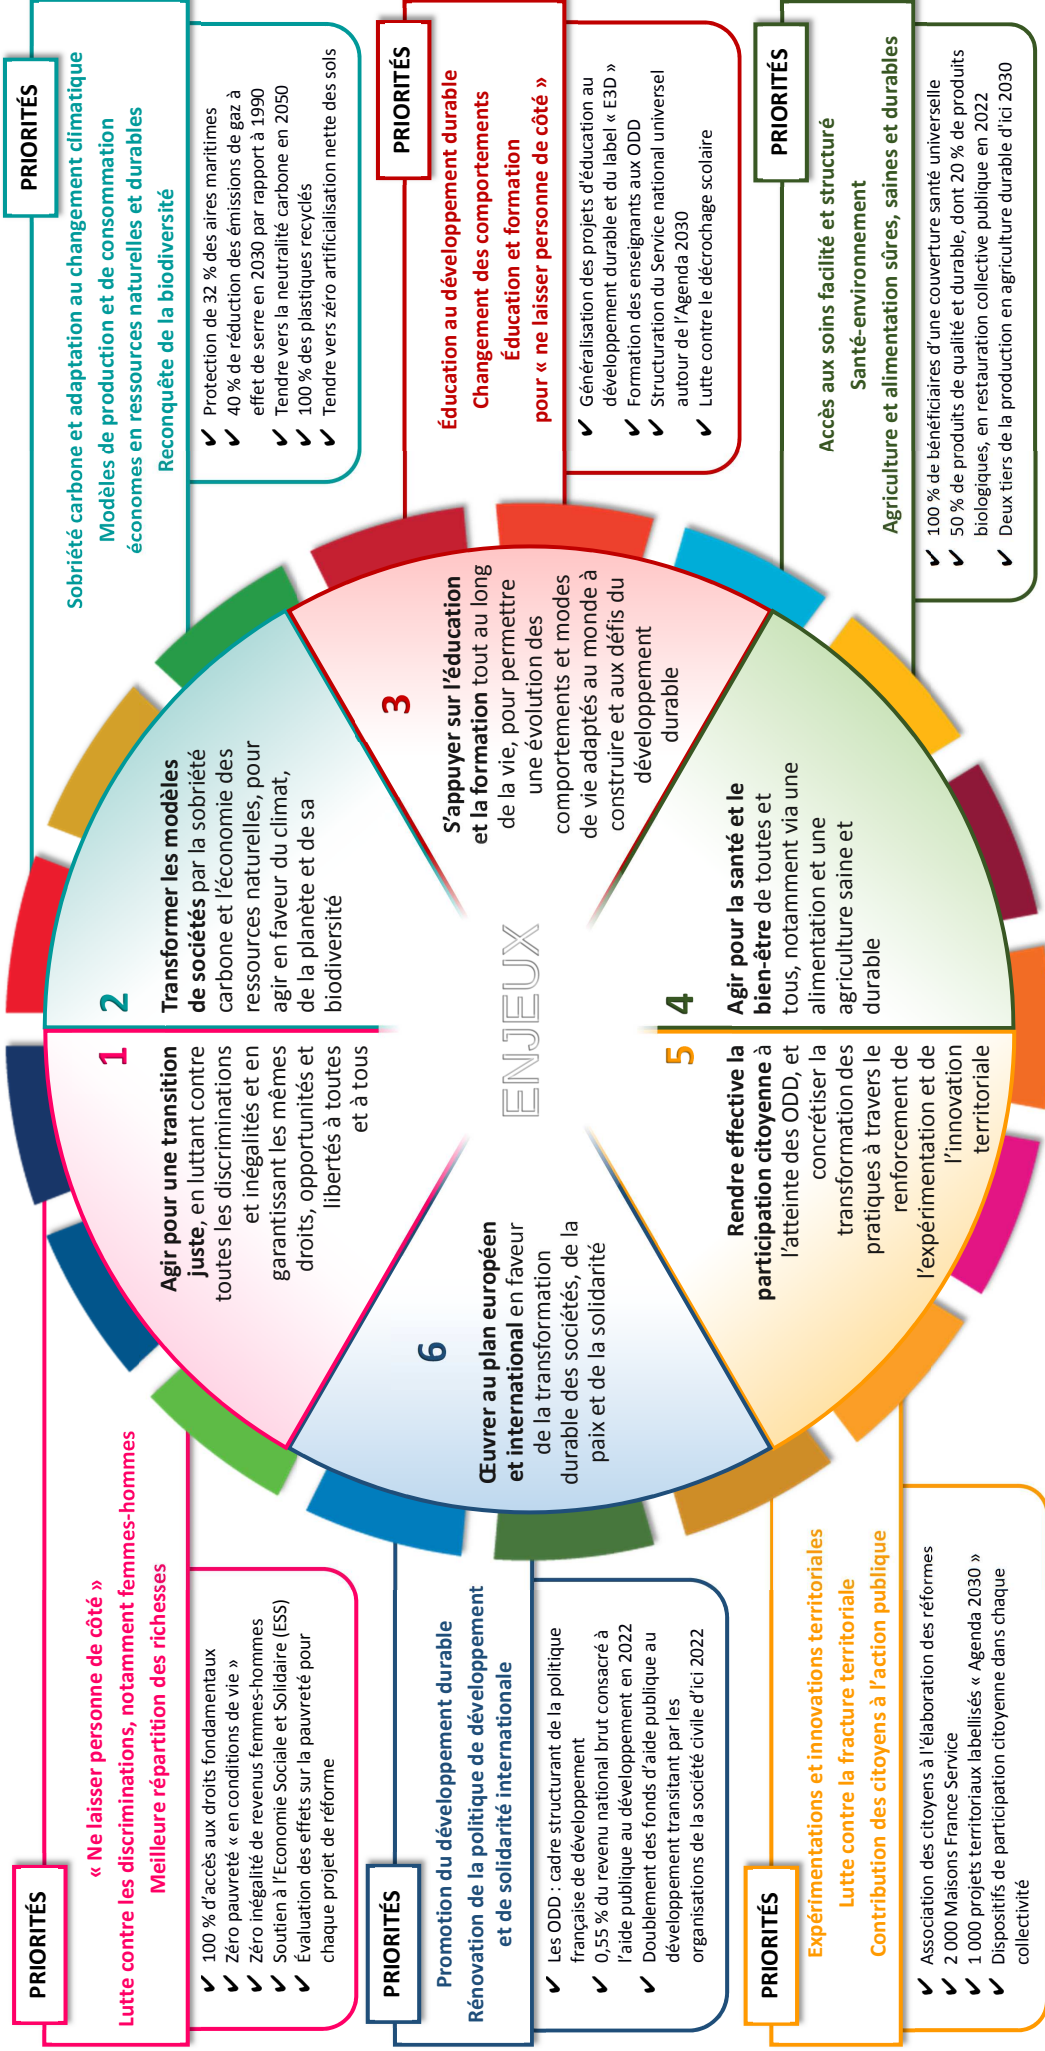 ENJEUX
1
Agir pour une transition
juste, en luttant contre
toutes les discriminations
et inégalités et en
garantissant les mêmes
droits, opportunités et
libertés à toutes
et à tous
PRIORITÉS
« Ne laisser personne de côté »
Lutte contre les discriminations, notamment femmes-hommes
Meilleure répartition des richesses
✔ 100 % d'accès aux droits fondamentaux
✔ Zéro pauvreté « en conditions de vie »
✔ Zéro inégalité de revenus femmes-hommes
✔ Soutien à l'Economie Sociale et Solidaire (ESS)
✔ Évaluation des effets sur la pauvreté pour
chaque projet de réforme
2
Transformer les modèles
de sociétés par la sobriété
carbone et l'économie des
ressources naturelles, pour
agir en faveur du climat,
de la planète et de sa
biodiversité
PRIORITÉS
Sobriété carbone et adaptation au changement climatique
Modèles de production et de consommation
économes en ressources naturelles et durables
Reconquête de la biodiversité
✔ Protection de 32 % des aires maritimes
✔ 40 % de réduction des émissions de gaz à
effet de serre en 2030 par rapport à 1990
✔ Tendre vers la neutralité carbone en 2050
✔ 100 % des plastiques recyclés
✔ Tendre vers zéro artificialisation nette des sols
3
S'appuyer sur l'éducation
et la formation tout au long
de la vie, pour permettre
une évolution des
comportements et modes
de vie adaptés au monde à
construire et aux défis du
développement
durable
PRIORITÉS
Éducation au développement durable
Changement des comportements
Éducation et formation
pour « ne laisser personne de côté »
✔ Généralisation des projets d'éducation au
développement durable et du label « E3D »
✔ Formation des enseignants aux ODD
✔ Structuration du Service national universel
autour de l'Agenda 2030
✔ Lutte contre le décrochage scolaire
4
Agir pour la santé et le
bien-être de toutes et
tous, notamment via une
alimentation et une
agriculture saine et
durable
PRIORITÉS
Accès aux soins facilité et structuré
Santé-environnement
Agriculture et alimentation sûres, saines et durables
✔ 100 % de bénéficiaires d'une couverture santé universelle
✔ 50 % de produits de qualité et durable, dont 20 % de produits
biologiques, en restauration collective publique en 2022
✔ Deux tiers de la production en agriculture durable d'ici 2030
5
Rendre effective la
participation citoyenne à
l'atteinte des ODD, et
concrétiser la
transformation des
pratiques à travers le
renforcement de
l'expérimentation et de
l'innovation
territoriale
PRIORITÉS
Expérimentations et innovations territoriales
Lutte contre la fracture territoriale
Contribution des citoyens à l'action publique
✔ Association des citoyens à l'élaboration des réformes
✔ 2 000 Maisons France Service
✔ 1 000 projets territoriaux labellisés « Agenda 2030 »
✔ Dispositifs de participation citoyenne dans chaque
collectivité
6
Œuvrer au plan européen
et international en faveur
de la transformation
durable des sociétés, de la
paix et de la solidarité
PRIORITÉS
Promotion du développement durable
Rénovation de la politique de développement
et de solidarité internationale
✔ Les ODD : cadre structurant de la politique
française de développement
✔ 0,55 % du revenu national brut consacré à
l'aide publique au développement en 2022
✔ Doublement des fonds d'aide publique au
développement transitant par les
organisations de la société civile d'ici 2022